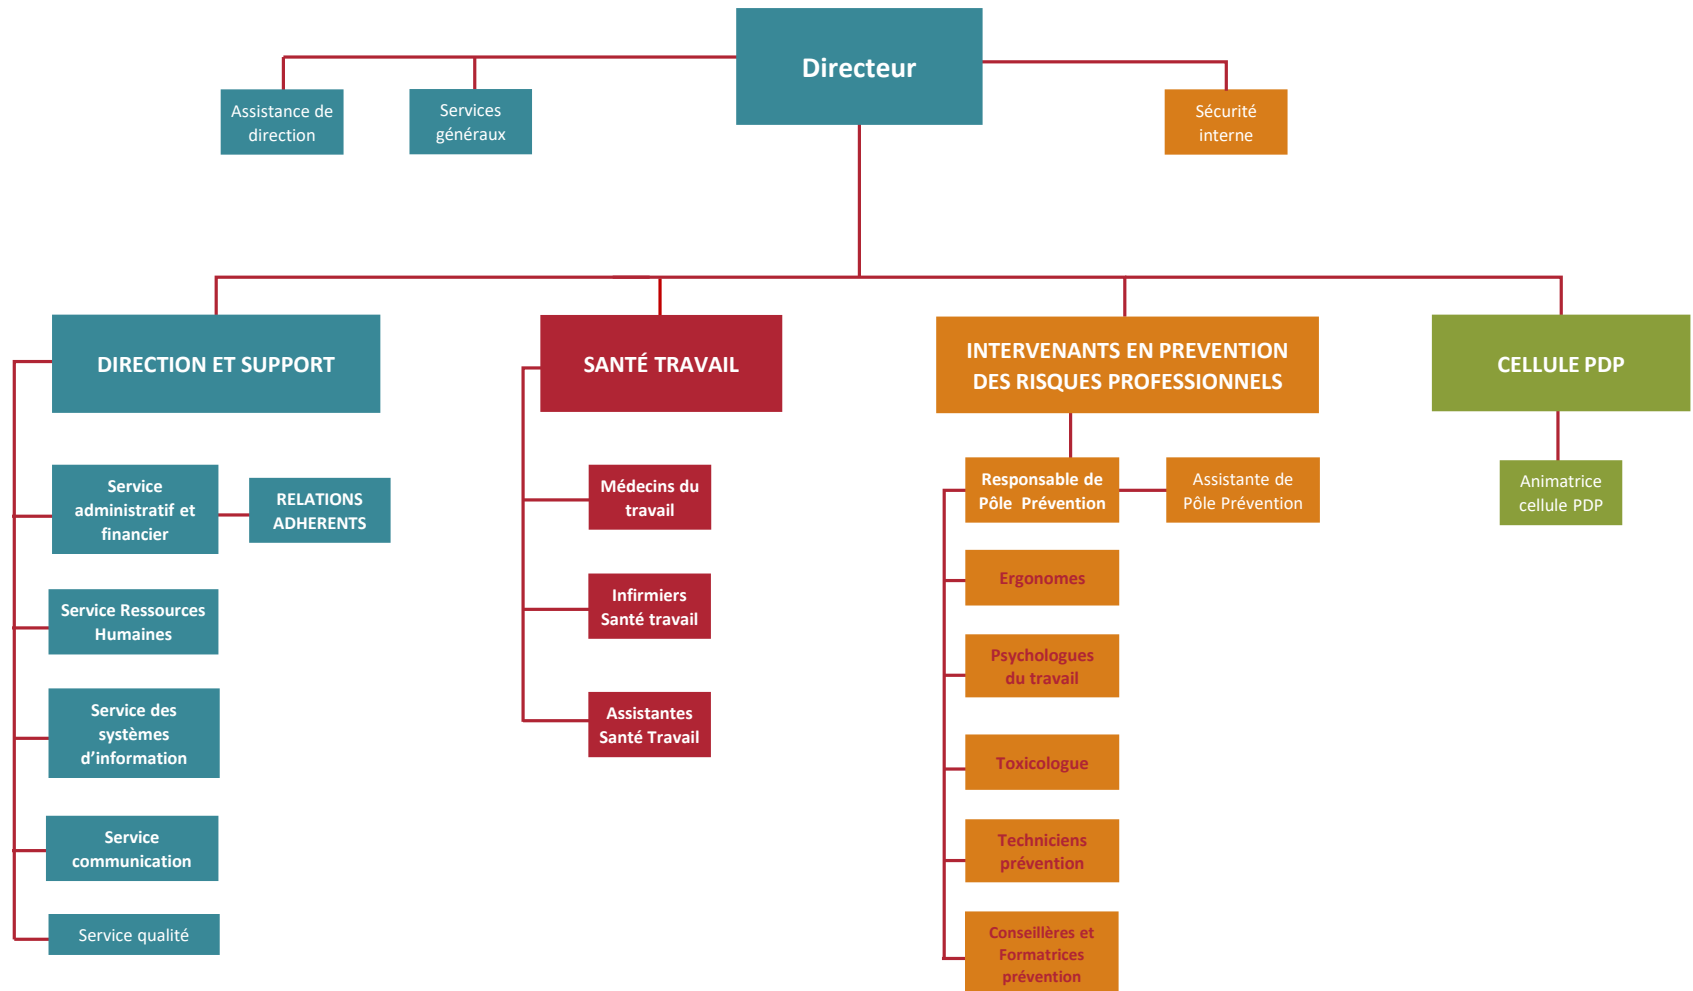 Directeur
Assistance de
direction
Services
généraux
Sécurité
interne
DIRECTION ET SUPPORT
SANTÉ TRAVAIL
INTERVENANTS EN PREVENTION
DES RISQUES PROFESSIONNELS
CELLULE PDP
Service
administratif et
financier
RELATIONS
ADHERENTS
Service Ressources
Humaines
Service des
systèmes
d’information
Service
communication
Service qualité
Médecins du
travail
Infirmiers
Santé travail
Assistantes
Santé Travail
Responsable de
Pôle Prévention
Assistante de
Pôle Prévention
Ergonomes
Psychologues
du travail
Toxicologue
Techniciens
prévention
Conseillères et
Formatrices
prévention
Animatrice
cellule PDP